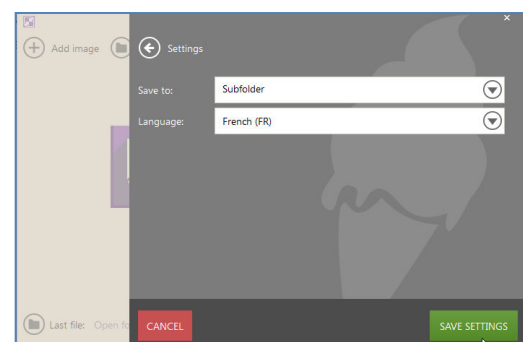 Add image
Settings
Save to:
Subfolder
Language:
French (FR)
Last file: Open fo
CANCEL
SAVE SETTINGS